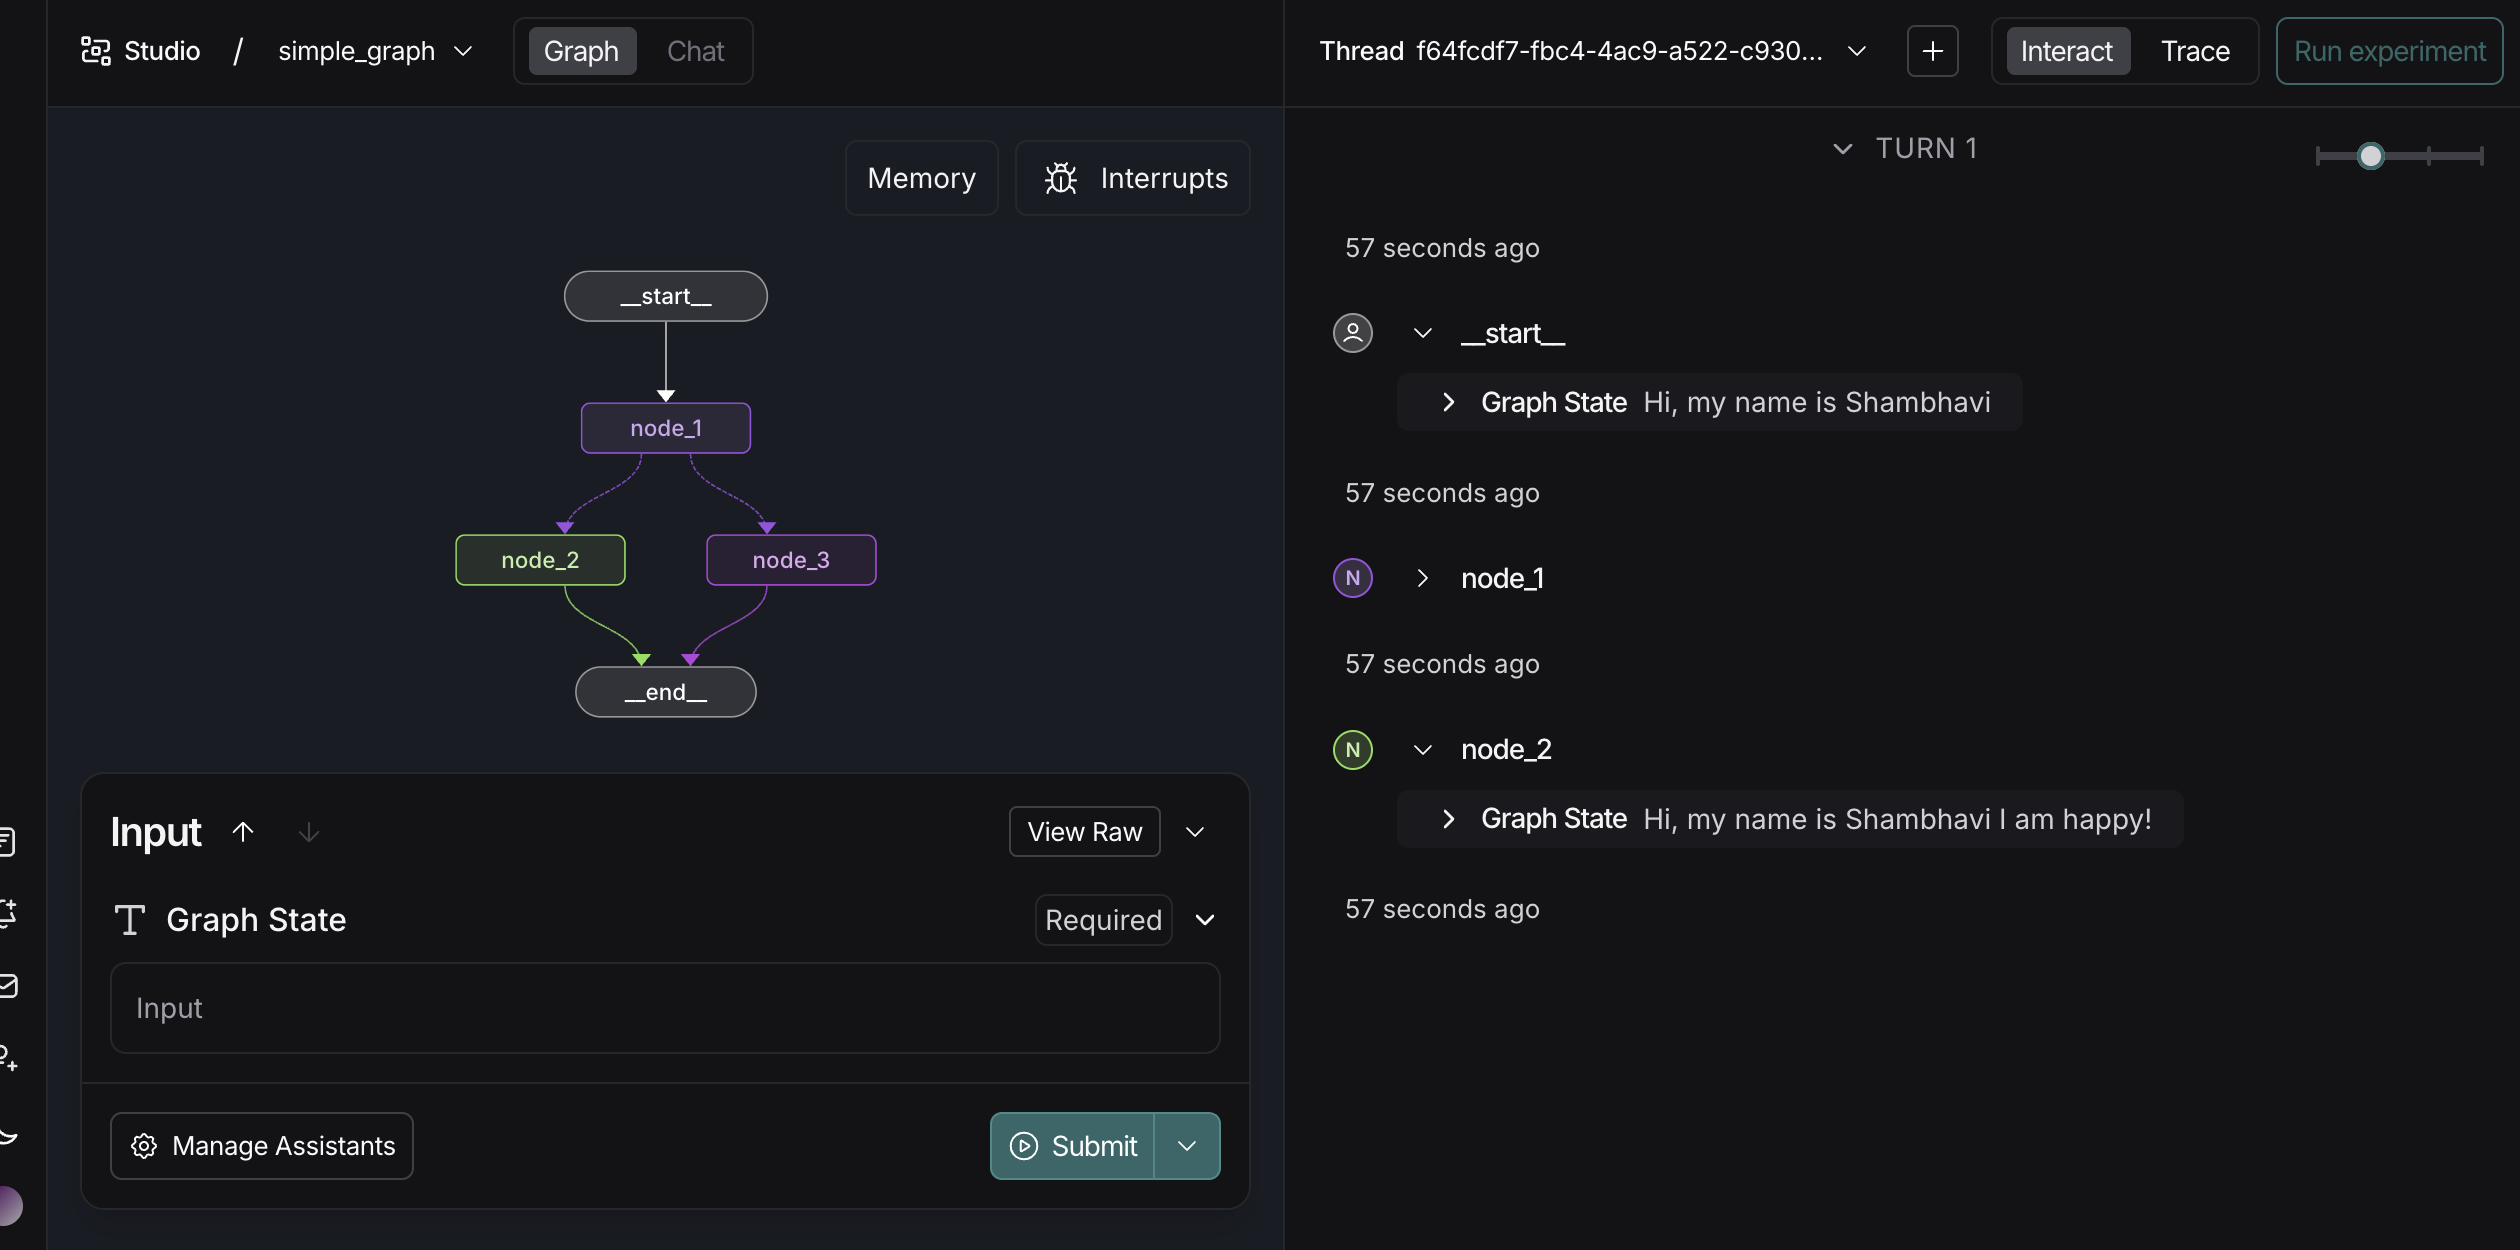 Studio / simple_graph
Graph Chat
Memory
Interrupts
__start__
node_1
node_2
node_3
__end__
Input
View Raw
Graph State
Required
Input
Manage Assistants
Submit
Thread f64fcdf7-fbc4-4ac9-a522-c930...
+
Interact Trace
Run experiment
TURN 1
57 seconds ago
__start__
Graph State Hi, my name is Shambhavi
57 seconds ago
N node_1
57 seconds ago
N node_2
Graph State Hi, my name is Shambhavi I am happy!
57 seconds ago